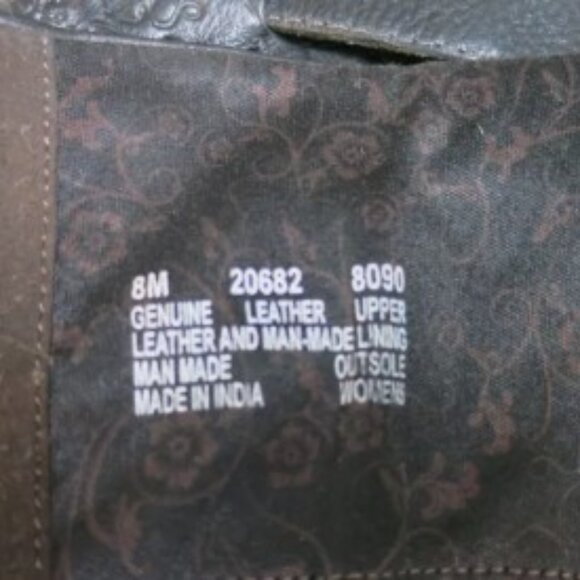 8M 20682 8090
GENUINE LEATHER UPPER
LEATHER AND MAN-MADE LINING
MAN MADE OUTSOLE
MADE IN INDIA WOMENS